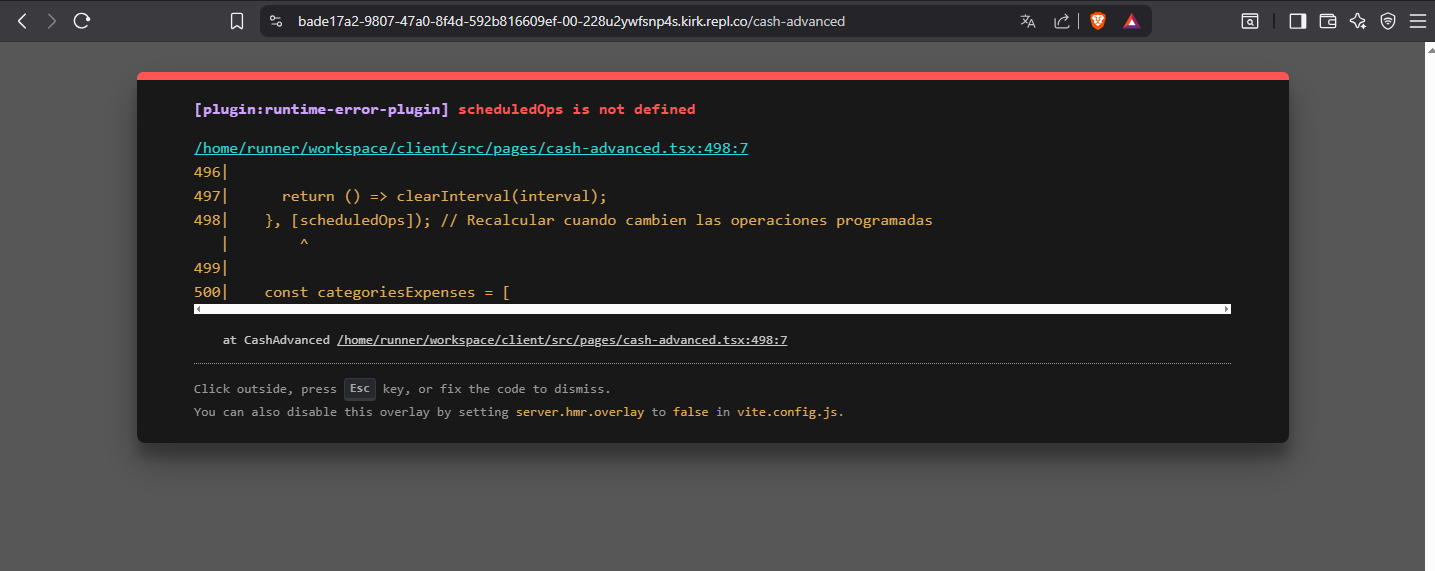 bade17a2-9807-47a0-8f4d-592b816609ef-00-228u2ywfsnp4s.kirk.repl.co/cash-advanced
[plugin:runtime-error-plugin] scheduledOps is not defined
/home/runner/workspace/client/src/pages/cash-advanced.tsx:498:7
496|
497|      return () => clearInterval(interval);
498|    }, [scheduledOps]); // Recalcular cuando cambien las operaciones programadas
   |        ^
499|
500|    const categoriesExpenses = [
at CashAdvanced /home/runner/workspace/client/src/pages/cash-advanced.tsx:498:7
Click outside, press Esc key, or fix the code to dismiss.
You can also disable this overlay by setting server.hmr.overlay to false in vite.config.js.